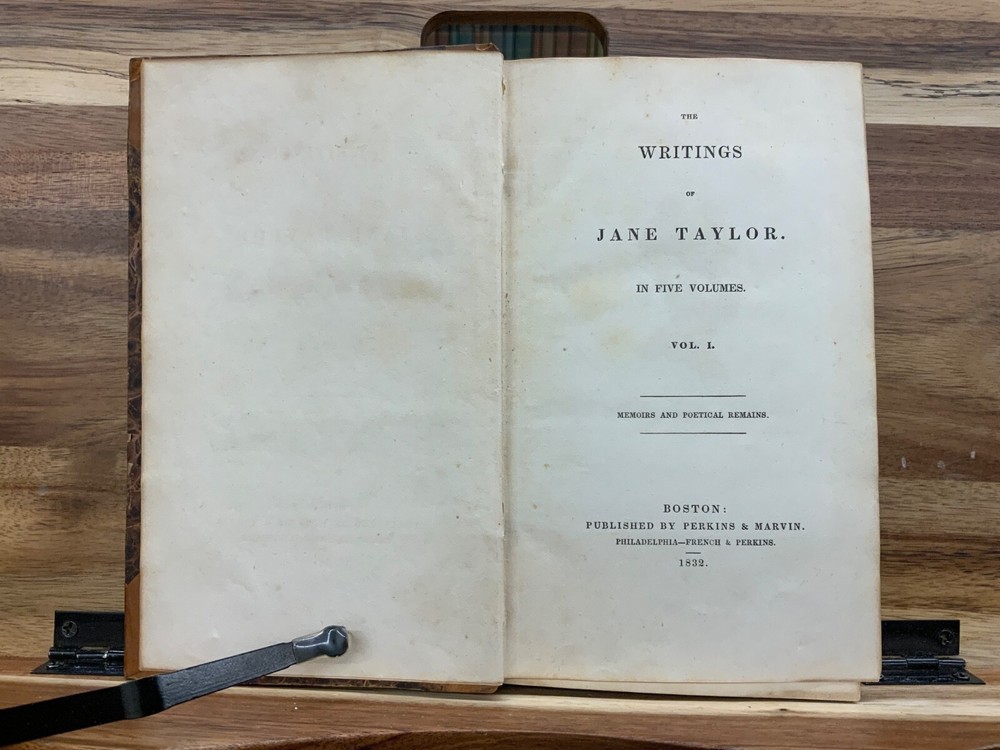 THE
WRITINGS
OF
JANE TAYLOR.
IN FIVE VOLUMES.
VOL. I.
MEMOIRS AND POETICAL REMAINS.
BOSTON:
PUBLISHED BY PERKINS & MARVIN.
PHILADELPHIA—FRENCH & PERKINS.
1832.